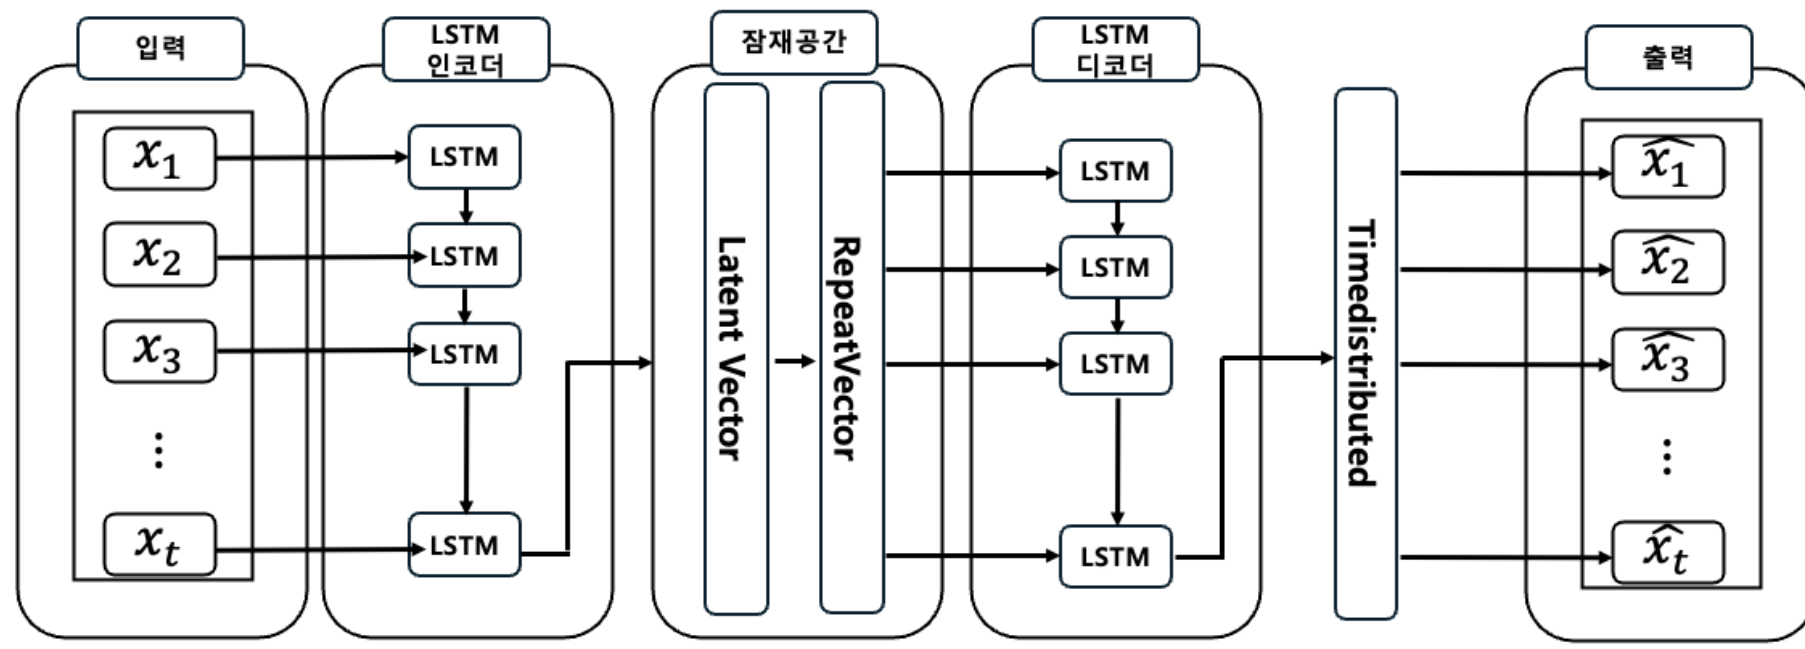 입력
x₁
x₂
x₃
⋮
xₜ
LSTM
인코더
LSTM
LSTM
LSTM
LSTM
잠재공간
Latent Vector
RepeatVector
LSTM
디코더
LSTM
LSTM
LSTM
LSTM
Timedistributed
출력
x̂₁
x̂₂
x̂₃
⋮
x̂ₜ